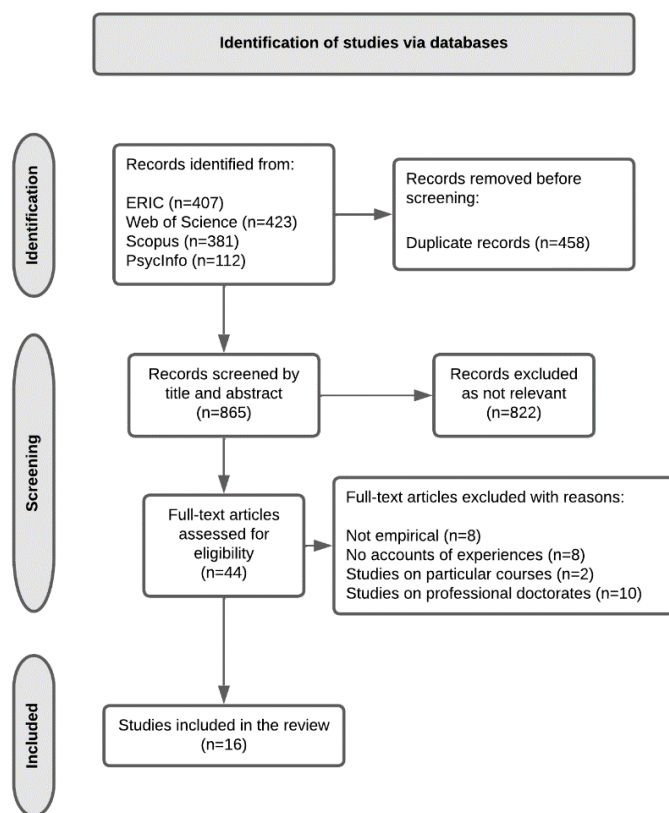 Identification of studies via databases
Identification
Records identified from:
ERIC (n=407)
Web of Science (n=423)
Scopus (n=381)
PsycInfo (n=112)
Records removed before
screening:
Duplicate records (n=458)
Screening
Records screened by
title and abstract
(n=865)
Records excluded
as not relevant
(n=822)
Full-text articles
assessed for
eligibility
(n=44)
Full-text articles excluded with reasons:
Not empirical (n=8)
No accounts of experiences (n=8)
Studies on particular courses (n=2)
Studies on professional doctorates (n=10)
Included
Studies included in the review
(n=16)